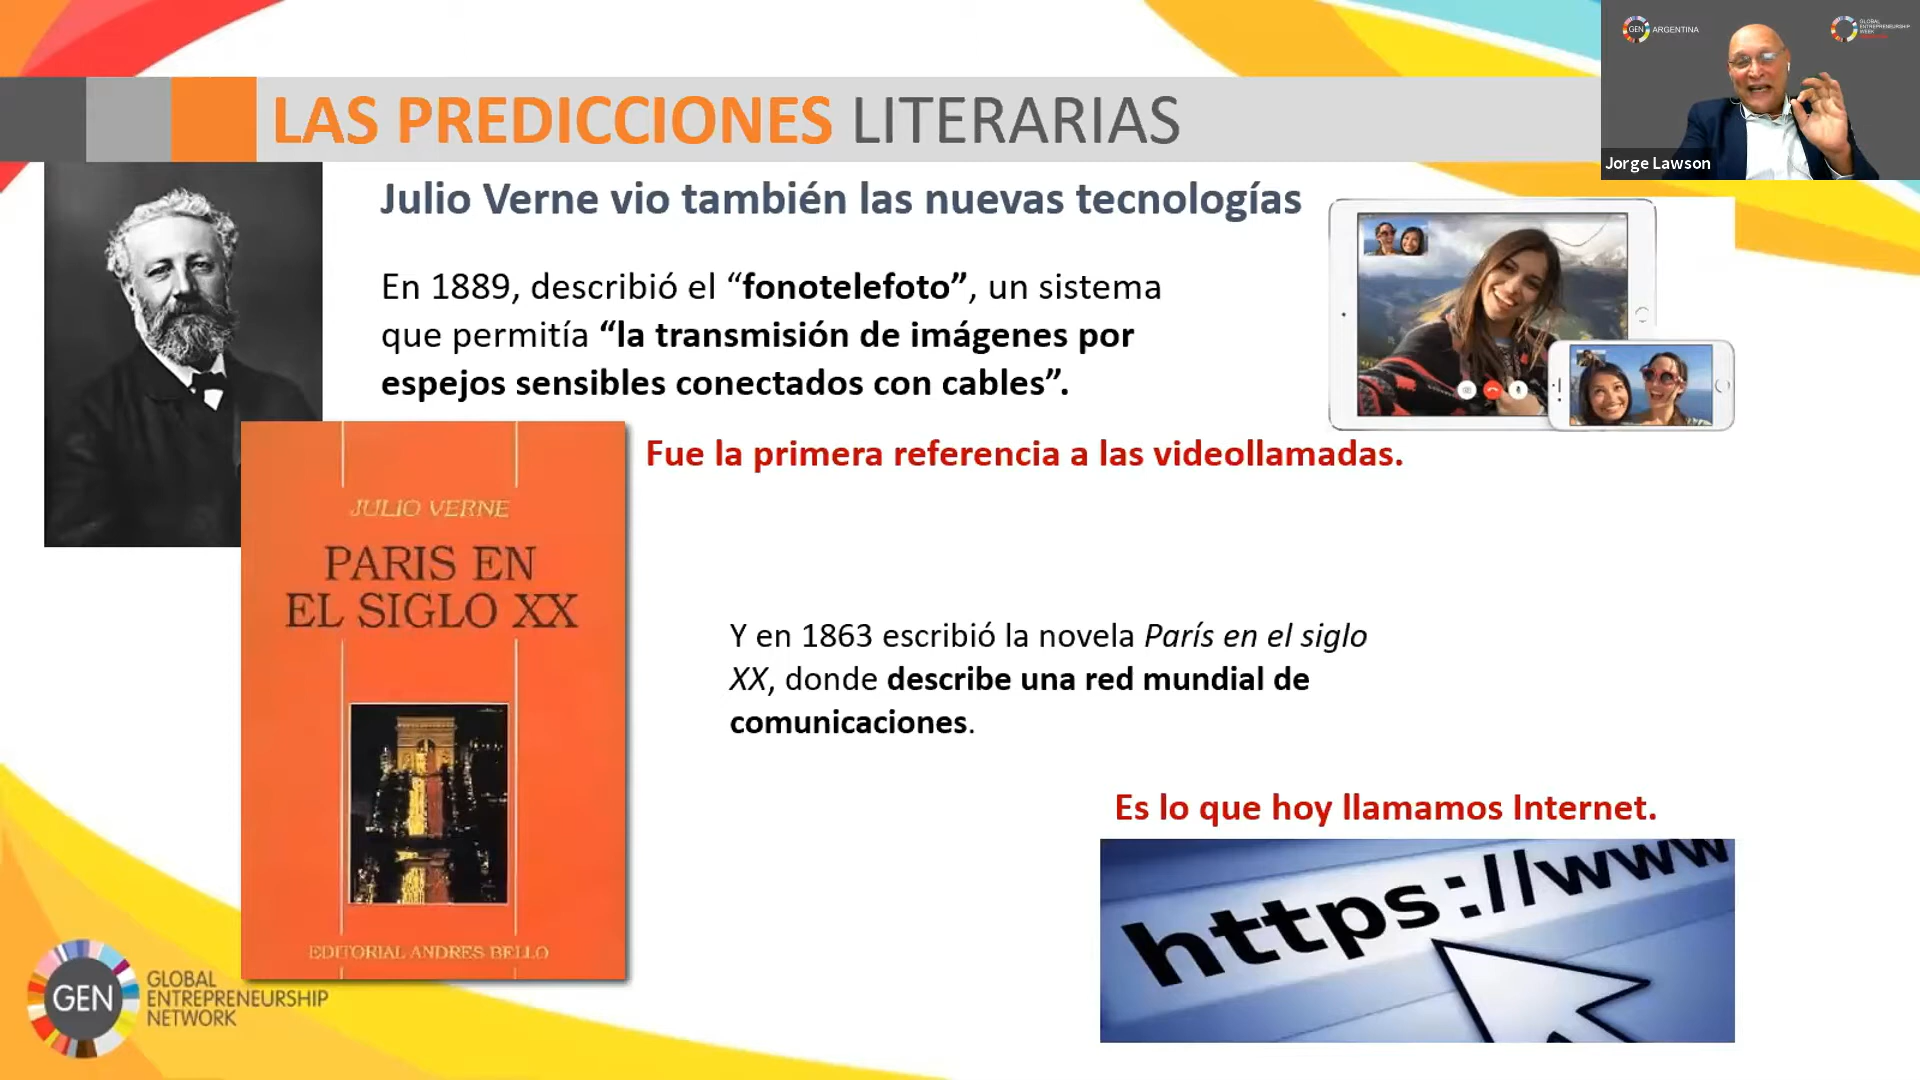 GEN ARGENTINA
GLOBAL
ENTREPRENEURSHIP
WEEK
LAS PREDICCIONES LITERARIAS
Jorge Lawson
Julio Verne vio también las nuevas tecnologías
En 1889, describió el “fonotelefoto”, un sistema
que permitía “la transmisión de imágenes por
espejos sensibles conectados con cables”.
Fue la primera referencia a las videollamadas.
JULIO VERNE
PARIS EN
EL SIGLO XX
EDITORIAL ANDRES BELLO
Y en 1863 escribió la novela París en el siglo
XX, donde describe una red mundial de
comunicaciones.
Es lo que hoy llamamos Internet.
https://www
GEN
GLOBAL
ENTREPRENEURSHIP
NETWORK